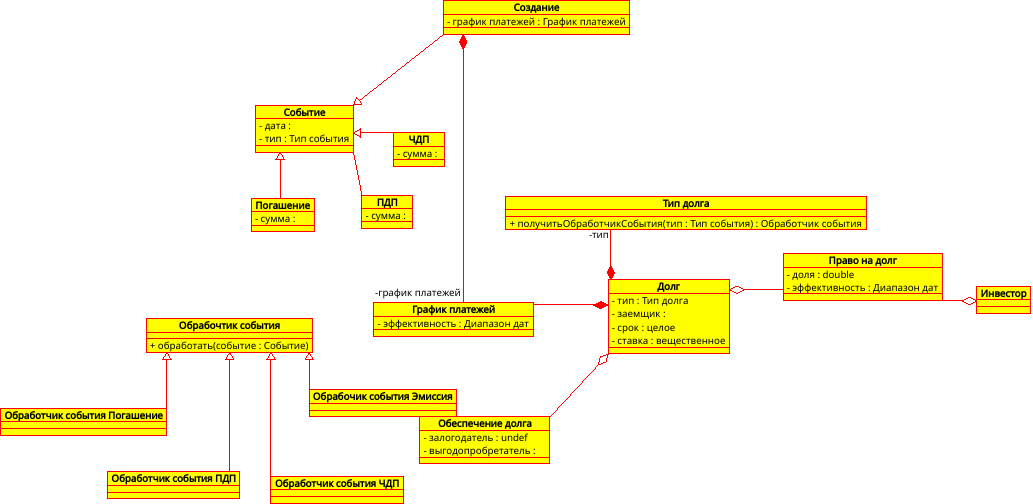 Создание
- график платежей : График платежей
Событие
- дата :
- тип : Тип события
ЧДП
- сумма :
Погашение
- сумма :
ПДП
- сумма :
Тип долга
+ получитьОбработчикСобытия(тип : Тип события) : Обработчик события
-тип
Право на долг
- доля : double
- эффективность : Диапазон дат
Инвестор
Долг
- тип : Тип долга
- заемщик :
- срок : целое
- ставка : вещественное
-график платежей
График платежей
- эффективность : Диапазон дат
Обрабочтик события
+ обработать(событие : Событие)
Обрабочик события Эмиссия
Обработчик события Погашение
Обеспечение долга
- залогодатель : undef
- выгодопробретатель :
Обработчик события ПДП
Обработчик события ЧДП